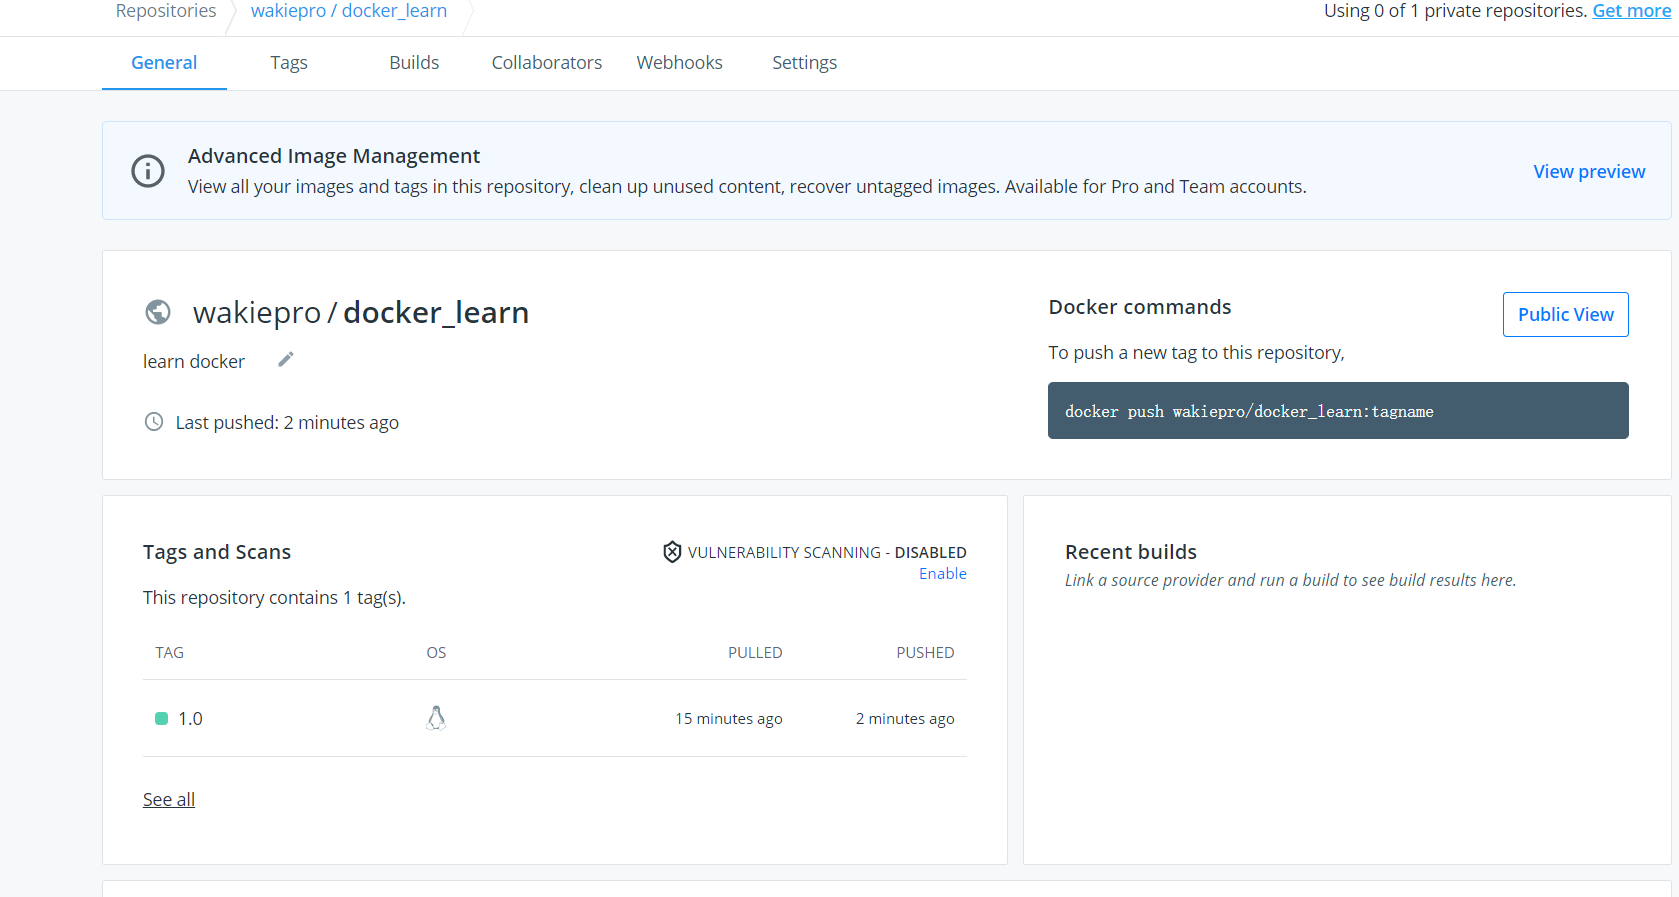 Repositories wakiepro / docker_learn Using 0 of 1 private repositories. Get more
General Tags Builds Collaborators Webhooks Settings
Advanced Image Management
View all your images and tags in this repository, clean up unused content, recover untagged images. Available for Pro and Team accounts.
View preview
wakiepro / docker_learn
learn docker
Last pushed: 2 minutes ago
Docker commands
Public View
To push a new tag to this repository,
docker push wakiepro/docker_learn:tagname
Tags and Scans
VULNERABILITY SCANNING - DISABLED
Enable
This repository contains 1 tag(s).
TAG OS PULLED PUSHED
1.0 15 minutes ago 2 minutes ago
See all
Recent builds
Link a source provider and run a build to see build results here.